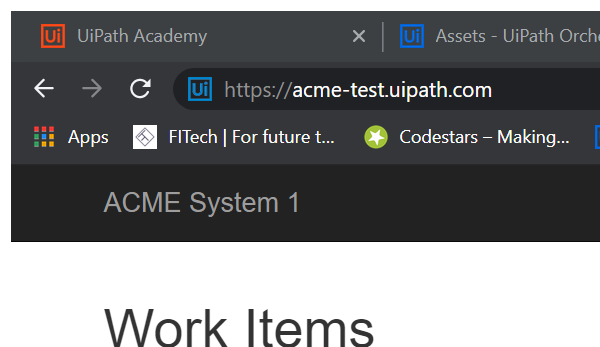 Ui UiPath Academy × Ui Assets - UiPath Orche
Ui https://acme-test.uipath.com
Apps FITech | For future t... Codestars – Making...
ACME System 1
Work Items